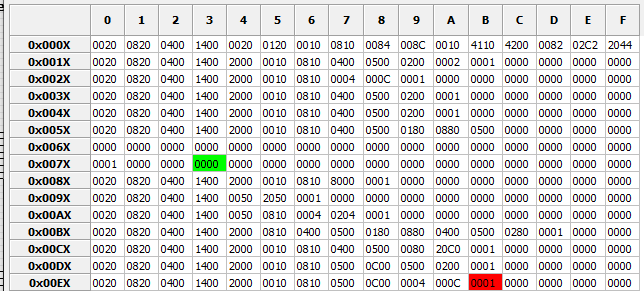 0 1 2 3 4 5 6 7 8 9 A B C D E F
0x000X 0020 0820 0400 1400 0020 0120 0010 0810 0084 008C 0010 4110 4200 0082 02C2 2044
0x001X 0020 0820 0400 1400 2000 0010 0810 0400 0500 0200 0002 0001 0000 0000 0000 0000
0x002X 0020 0820 0400 1400 2000 0010 0810 0004 000C 0001 0000 0000 0000 0000 0000 0000
0x003X 0020 0820 0400 1400 2000 0010 0810 0400 0500 0200 0001 0000 0000 0000 0000 0000
0x004X 0020 0820 0400 1400 2000 0010 0810 0400 0500 0200 0001 0000 0000 0000 0000 0000
0x005X 0020 0820 0400 1400 2000 0010 0810 0400 0500 0180 0880 0500 0000 0000 0000 0000
0x006X 0000 0000 0000 0000 0000 0000 0000 0000 0000 0000 0000 0000 0000 0000 0000 0000
0x007X 0001 0000 0000 0000 0000 0000 0000 0000 0000 0000 0000 0000 0000 0000 0000 0000
0x008X 0020 0820 0400 1400 2000 0010 0810 8000 0001 0000 0000 0000 0000 0000 0000 0000
0x009X 0020 0820 0400 1400 0050 2050 0001 0000 0000 0000 0000 0000 0000 0000 0000 0000
0x00AX 0020 0820 0400 1400 0050 0810 0004 0204 0001 0000 0000 0000 0000 0000 0000 0000
0x00BX 0020 0820 0400 1400 2000 0810 0400 0500 0180 0880 0400 0500 0280 0001 0000 0000
0x00CX 0020 0820 0400 1400 2000 0010 0810 0400 0500 0080 20C0 0001 0000 0000 0000 0000
0x00DX 0020 0820 0400 1400 2000 0010 0810 0500 0C00 0500 0200 0001 0000 0000 0000 0000
0x00EX 0020 0820 0400 1400 2000 0010 0810 0500 0C00 0004 000C 0001 0000 0000 0000 0000